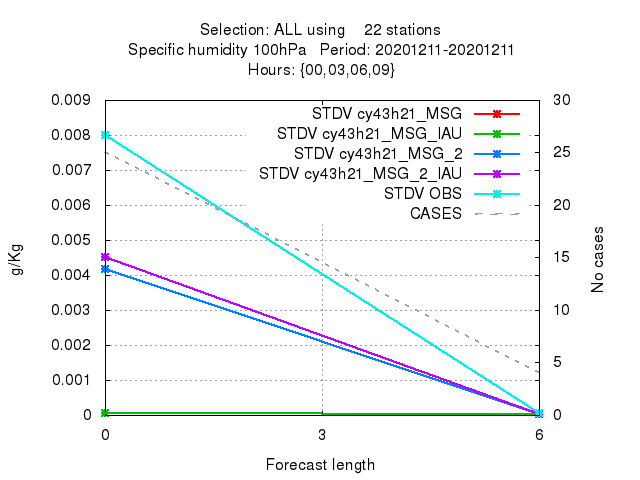 Selection: ALL using 22 stations
Specific humidity 100hPa Period: 20201211-20201211
Hours: {00,03,06,09}
0.009
0.008
0.007
0.006
0.005
0.004
0.003
0.002
0.001
0
30
25
20
15
10
5
0
STDV cy43h21_MSG
STDV cy43h21_MSG_IAU
STDV cy43h21_MSG_2
STDV cy43h21_MSG_2_IAU
STDV OBS
CASES
g/Kg
No cases
0 3 6
Forecast length